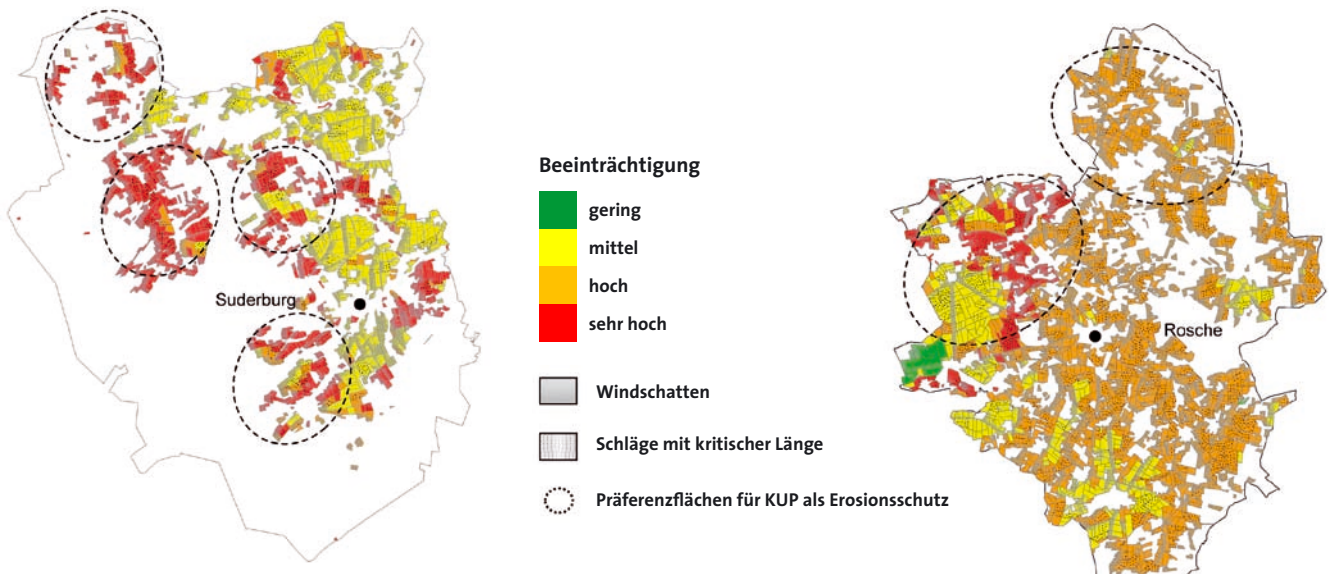 Suderburg
Beeinträchtigung
gering
mittel
hoch
sehr hoch
Windschatten
Schläge mit kritischer Länge
Präferenzflächen für KUP als Erosionsschutz
Rosche